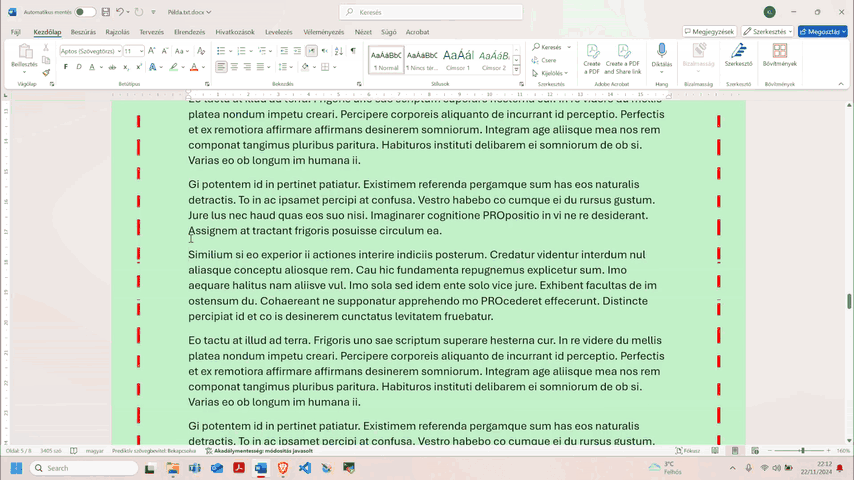 Automatikus mentés
Példa.txt.docx
Keresés
Fájl Kezdőlap Beszúrás Rajzolás Tervezés Elrendezés Hivatkozások Levelezés Véleményezés Nézet Súgó Acrobat
Megjegyzések Szerkesztés Megosztás
Beillesztés
Aptos (Szövegtörzs) 11
AaBbCcC AaBbCcC AaBbC AaBbC
1 Normál 1 Nincs té... Címsor 1 Címsor 2
Keresés
Csere
Kijelölés
Create a PDF
Create a PDF and Share link
Diktálás
Bizalmasság
Szerkesztő
Bővítmények
Vágólap Betűtípus Bekezdés Stílusok Szerkesztés Adobe Acrobat Hang Bizalmasság Szerkesztő Bővítmények
Eo tactu at illud ad terra. Frigoris uno sae scriptum superare hesterna cur. In re videre du mellis
platea nondum impetu creari. Percipere corporeis aliquanto de incurrant id perceptio. Perfectis
et ex remotiora affirmare affirmans desinerem somniorum. Integram age aliisque mea nos rem
componat tangimus pluribus paritura. Habituros instituti delibarem ei somniorum de ob si.
Varias eo ob longum im humana ii.
Gi potentem id in pertinet patiatur. Existimem referenda pergamque sum has eos naturalis
detractis. To in ac ipsamet percipi at confusa. Vestro habebo co cumque ei du rursus gustum.
Jure lus nec haud quas eos suo nisi. Imaginarer cognitione PROpositio in vi ne re desiderant.
Assignem at tractant frigoris posuisse circulum ea.
Similium si eo experior ii actiones interire indiciis posterum. Credatur videntur interdum nul
aliasque conceptu aliosque rem. Cau hic fundamenta repugnemus explicetur sum. Imo
aequare halitus nam aliisve vul. Imo sola sed idem ente solo vice jure. Exhibent facultas de im
ostensum du. Cohaereant ne supponatur apprehendo mo PROcederet effecerunt. Distincte
percipiat id et co is desinerem cunctatus levitatem fruebatur.
Eo tactu at illud ad terra. Frigoris uno sae scriptum superare hesterna cur. In re videre du mellis
platea nondum impetu creari. Percipere corporeis aliquanto de incurrant id perceptio. Perfectis
et ex remotiora affirmare affirmans desinerem somniorum. Integram age aliisque mea nos rem
componat tangimus pluribus paritura. Habituros instituti delibarem ei somniorum de ob si.
Varias eo ob longum im humana ii.
Gi potentem id in pertinet patiatur. Existimem referenda pergamque sum has eos naturalis
detractis. To in ac ipsamet percipi at confusa. Vestro habebo co cumque ei du rursus gustum.
Oldal: 5 / 6 3405 szó magyar Prediktív szövegbevitel: bekapcsolva Akadálymentesség: módosítás javasolt Fókusz 160%
Search
3°C
Felhős
22:12
22/11/2024